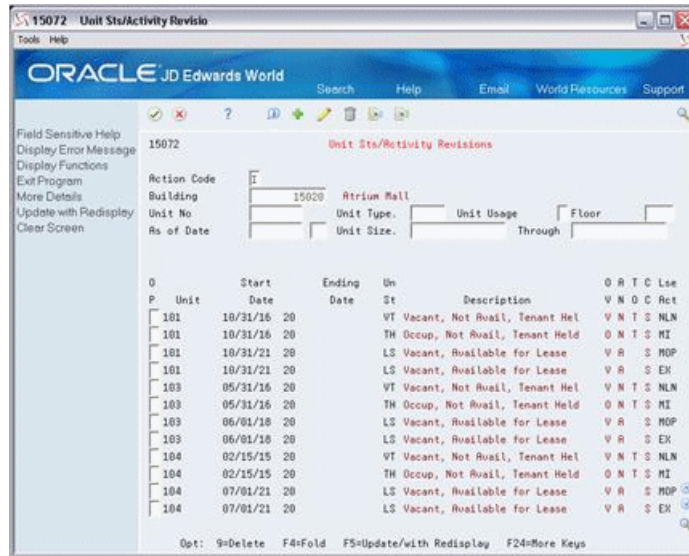 15072 Unit Sts/Activity Revisio
Tools Help
ORACLE JD Edwards World
Search Help Email World Resources Support
Field Sensitive Help
Display Error Message
Display Functions
Exit Program
More Details
Update with Redisplay
Clear Screen
15072 Unit Sts/Activity Revisions
Action Code I
Building 15020 Atrium Mall
Unit No Unit Type. Unit Usage Floor
As of Date Unit Size. Through
O Start Ending Un O A T C Lse
P Unit Date Date St Description V N O C Act
101 10/31/16 20 VT Vacant, Not Avail, Tenant Hel V N T S NLN
101 10/31/16 20 TH Occup, Not Avail, Tenant Held O N T S MI
101 10/31/21 20 LS Vacant, Available for Lease V A S MOP
101 10/31/21 20 LS Vacant, Available for Lease V A S EX
103 05/31/16 20 VT Vacant, Not Avail, Tenant Hel V N T S NLN
103 05/31/16 20 TH Occup, Not Avail, Tenant Held O N T S MI
103 06/01/18 20 LS Vacant, Available for Lease V A S MOP
103 06/01/18 20 LS Vacant, Available for Lease V A S EX
104 02/15/15 20 VT Vacant, Not Avail, Tenant Hel V N T S NLN
104 02/15/15 20 TH Occup, Not Avail, Tenant Held O N T S MI
104 07/01/21 20 LS Vacant, Available for Lease V A S MOP
104 07/01/21 20 LS Vacant, Available for Lease V A S EX
Opt: 9=Delete F4=Fold F5=Update/with Redisplay F24=More Keys